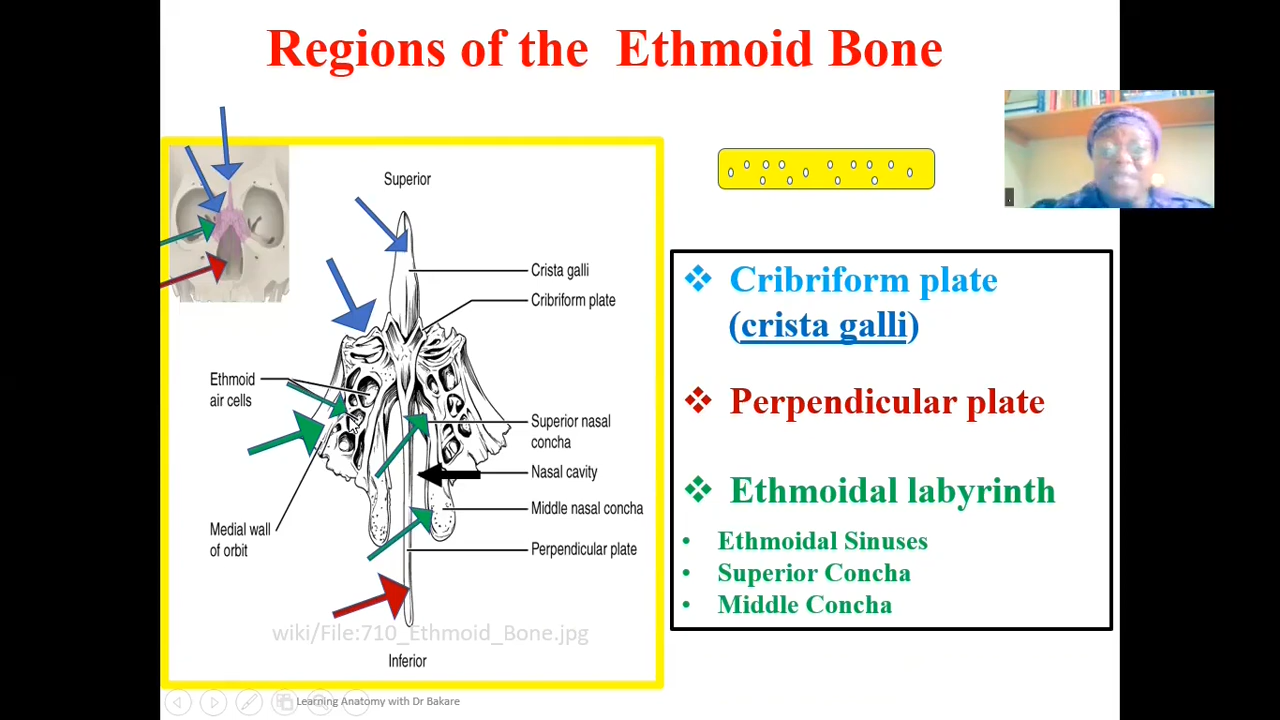 Regions of the Ethmoid Bone
Superior
Crista galli
Cribriform plate
Ethmoid
air cells
Superior nasal
concha
Nasal cavity
Middle nasal concha
Medial wall
of orbit
Perpendicular plate
wiki/File:710_Ethmoid_Bone.jpg
Inferior
Cribriform plate
(crista galli)
Perpendicular plate
Ethmoidal labyrinth
Ethmoidal Sinuses
Superior Concha
Middle Concha
Learning Anatomy with Dr Bakare